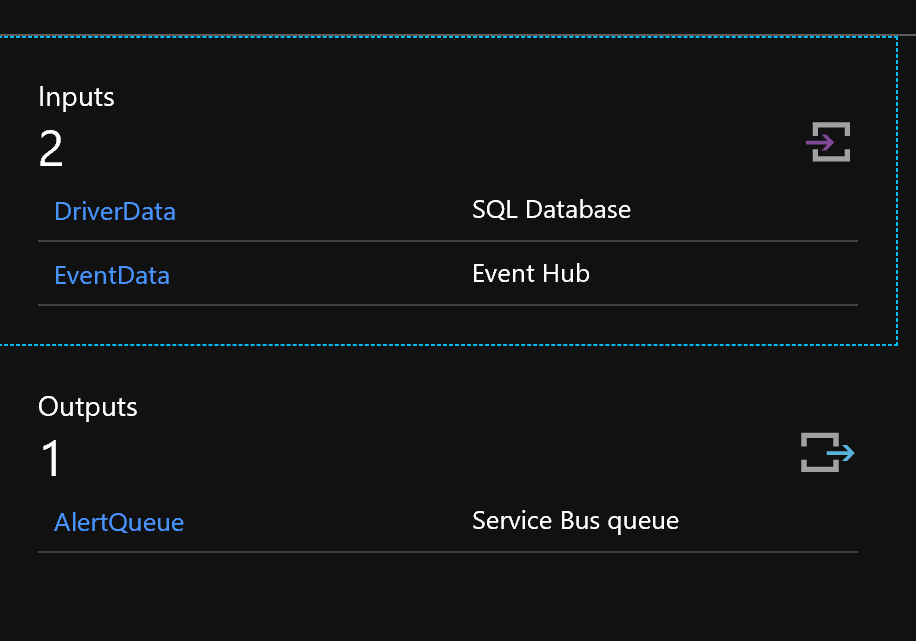 Inputs
2
DriverData SQL Database
EventData Event Hub
Outputs
1
AlertQueue Service Bus queue